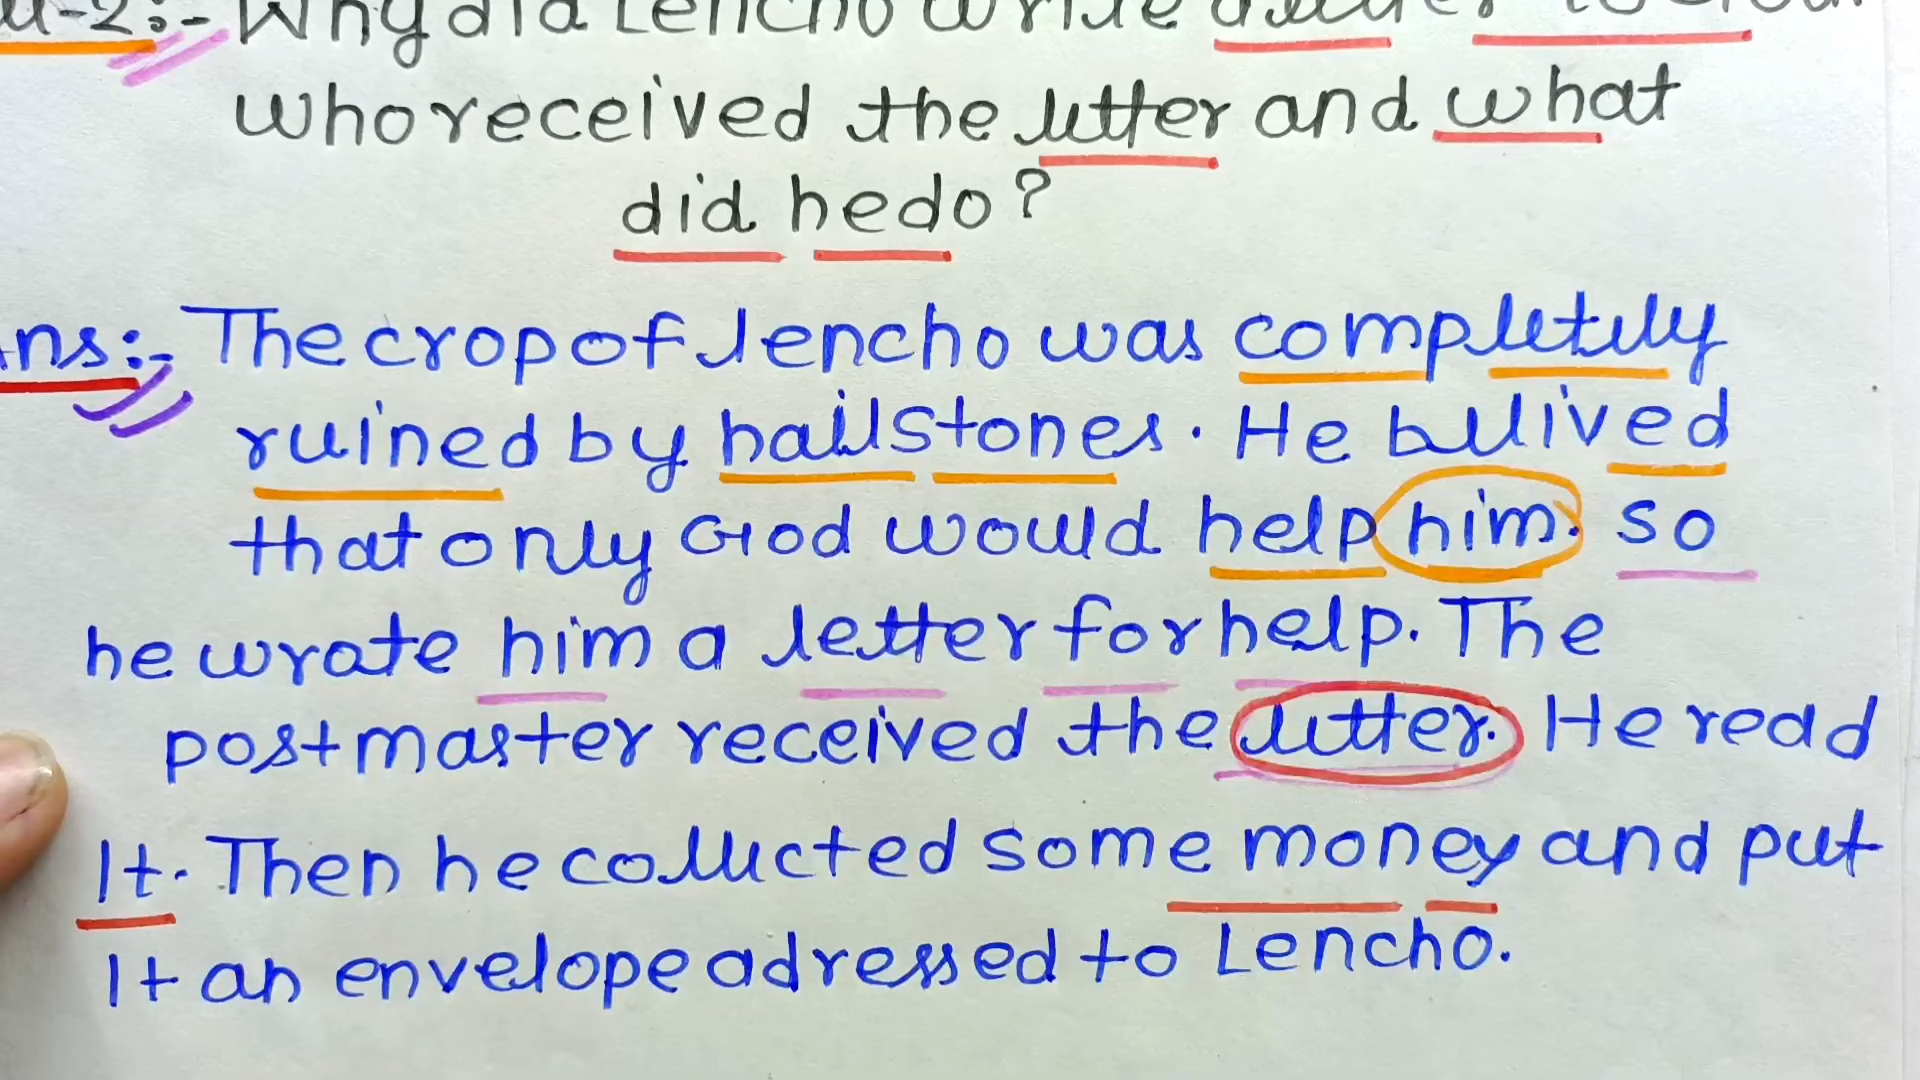 u-2:- Why did Lencho write a letter to God.
who received the letter and what
did he do?
Ans:- The crop of Lencho was completely
ruined by hailstones. He belived
that only God would help him. so
he wrote him a letter for help. The
postmaster received the letter. He read
It. Then he collected some money and put
It an envelope adressed to Lencho.